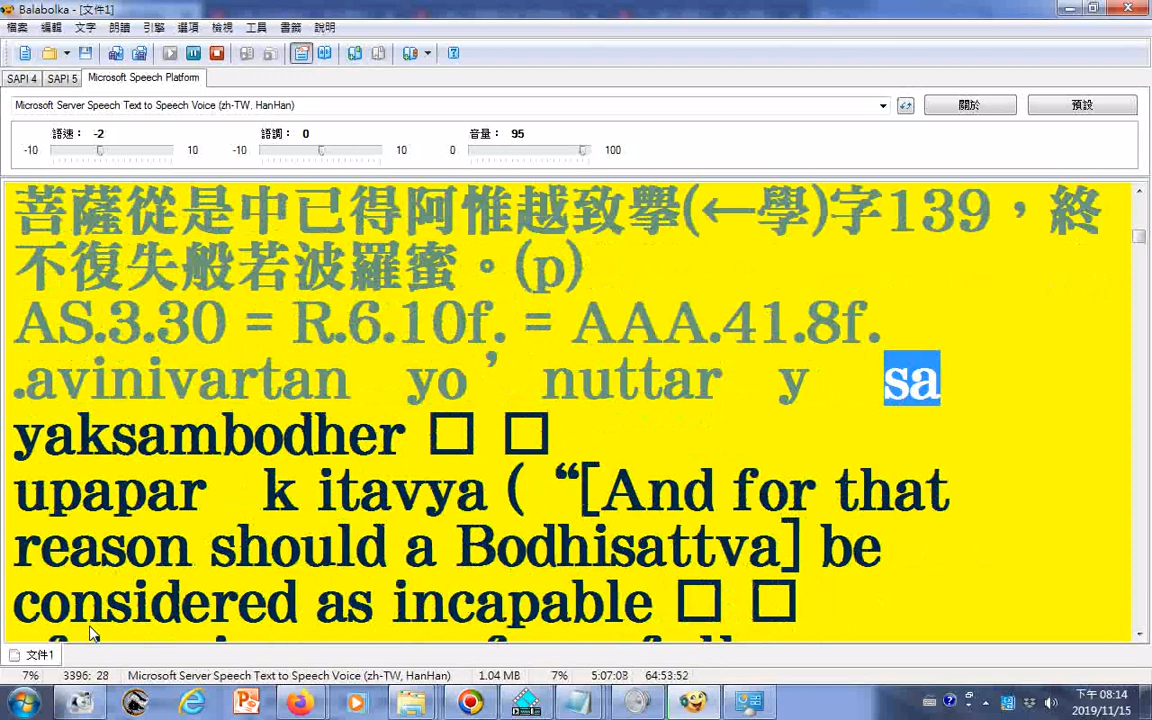 Balabolka - [文件1]
檔案 編輯 文字 朗讀 引擎 選項 檢視 工具 書籤 說明
SAPI 4 SAPI 5 Microsoft Speech Platform
Microsoft Server Speech Text to Speech Voice (zh-TW, HanHan) 關於 預設
語速： -2 語調： 0 音量： 95
-10 10 -10 10 0 100
菩薩從是中已得阿惟越致擧(←學)字139，終
不復失般若波羅蜜。(p)
AS.3.30 = R.6.10f. = AAA.41.8f.
.avinivartan yo’ nuttar y sa
yaksambodher □ □
upapar k itavya ( “[And for that
reason should a Bodhisattva] be
considered as incapable □ □
文件1
7% 3396: 28 Microsoft Server Speech Text to Speech Voice (zh-TW, HanHan) 1.04 MB 7% 5:07:03 64:53:52
下午 08:14
2019/11/15